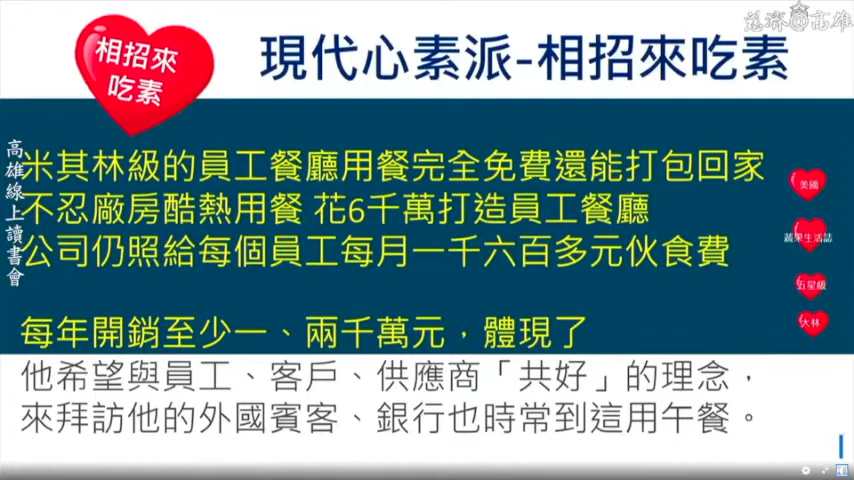 慈濟@高雄
相招來
吃素
現代心素派-相招來吃素
高雄線上讀書會
米其林級的員工餐廳用餐完全免費還能打包回家
不忍廠房酷熱用餐 花6千萬打造員工餐廳
公司仍照給每個員工每月一千六百多元伙食費
每年開銷至少一、兩千萬元，體現了
他希望與員工、客戶、供應商「共好」的理念，
來拜訪他的外國賓客、銀行也時常到這用午餐。
美國
蔬果生活誌
五星級
大林